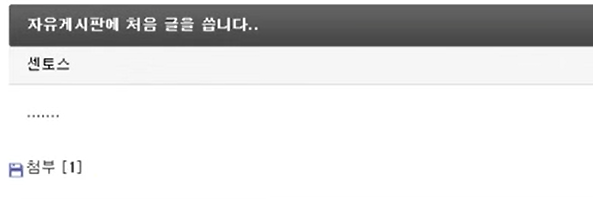 자유게시판에 처음 글을 씁니다..
센토스
.......
첨부 [1]